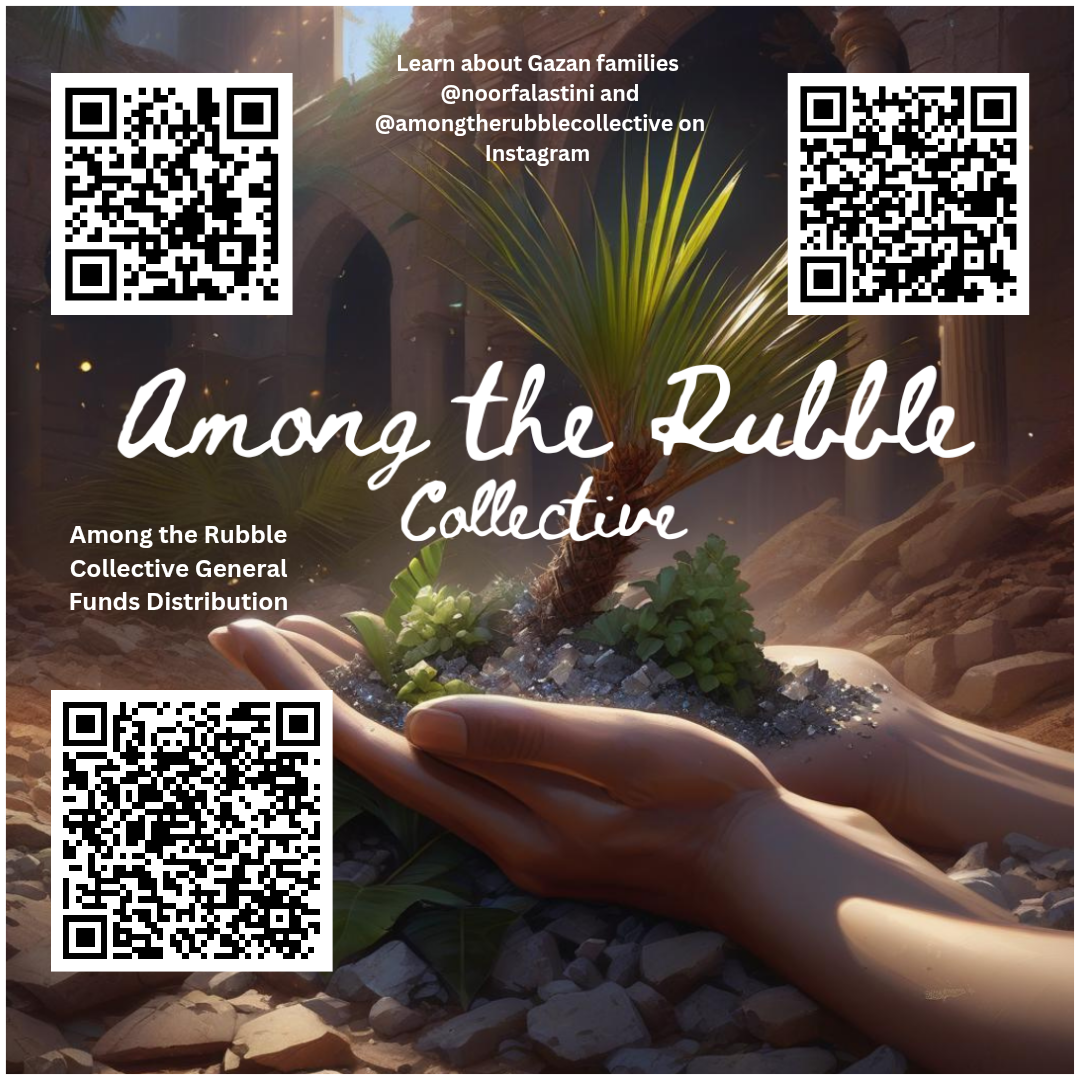 Learn about Gazan families
@noorfalastini and
@amongtherubblecollective on
Instagram
Among the Rubble
Collective
Among the Rubble
Collective General
Funds Distribution